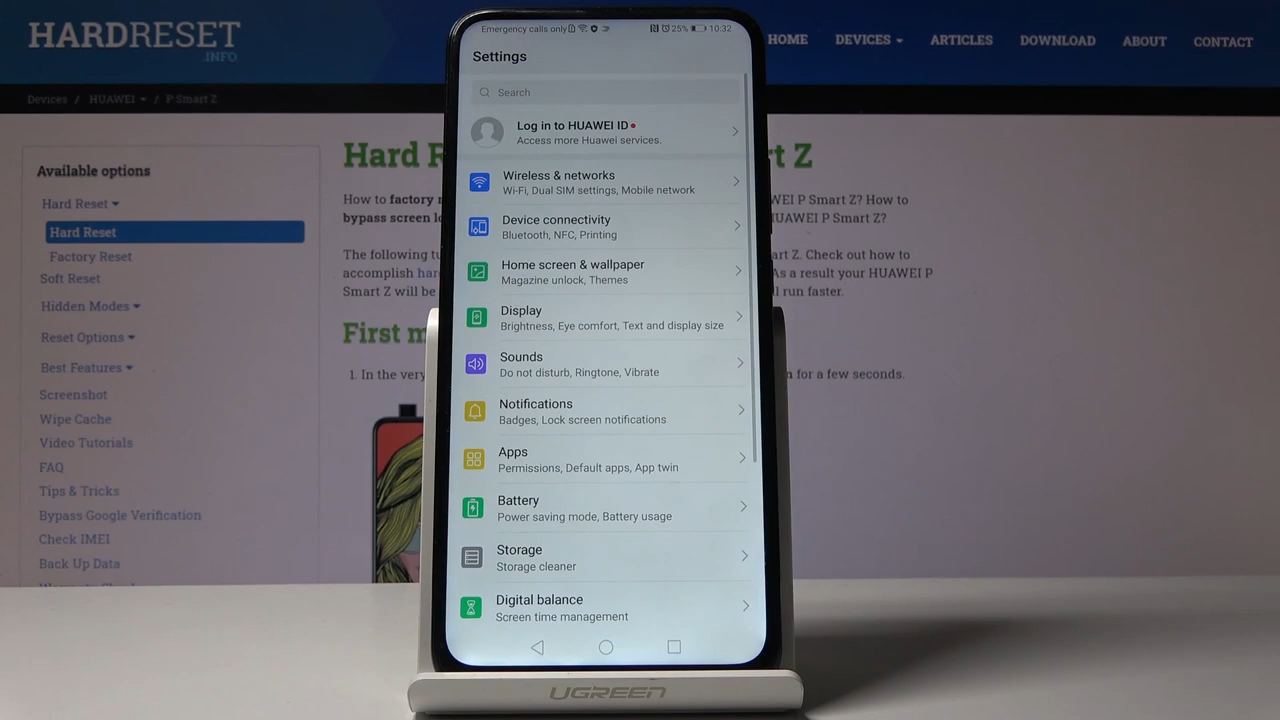 HARDRESET
.INFO
HOME
DEVICES
ARTICLES
DOWNLOAD
ABOUT
CONTACT
Devices / HUAWEI / P Smart Z
Available options
Hard Reset
Hard Reset
Factory Reset
Soft Reset
Hidden Modes
Reset Options
Best Features
Screenshot
Wipe Cache
Video Tutorials
FAQ
Tips & Tricks
Bypass Google Verification
Check IMEI
Back Up Data
Hard
How to factory
bypass screen
The following
accomplish
Smart Z will be
First
1. In the very
Emergency calls only
25% 10:32
Settings
Search
Log in to HUAWEI ID
Access more Huawei services.
Wireless & networks
Wi-Fi, Dual SIM settings, Mobile network
Device connectivity
Bluetooth, NFC, Printing
Home screen & wallpaper
Magazine unlock, Themes
Display
Brightness, Eye comfort, Text and display size
Sounds
Do not disturb, Ringtone, Vibrate
Notifications
Badges, Lock screen notifications
Apps
Permissions, Default apps, App twin
Battery
Power saving mode, Battery usage
Storage
Storage cleaner
Digital balance
Screen time management
Z
P Smart Z? How to
P Smart Z?
Z. Check out how to
As a result your HUAWEI P
run faster.
for a few seconds.
UGREEN